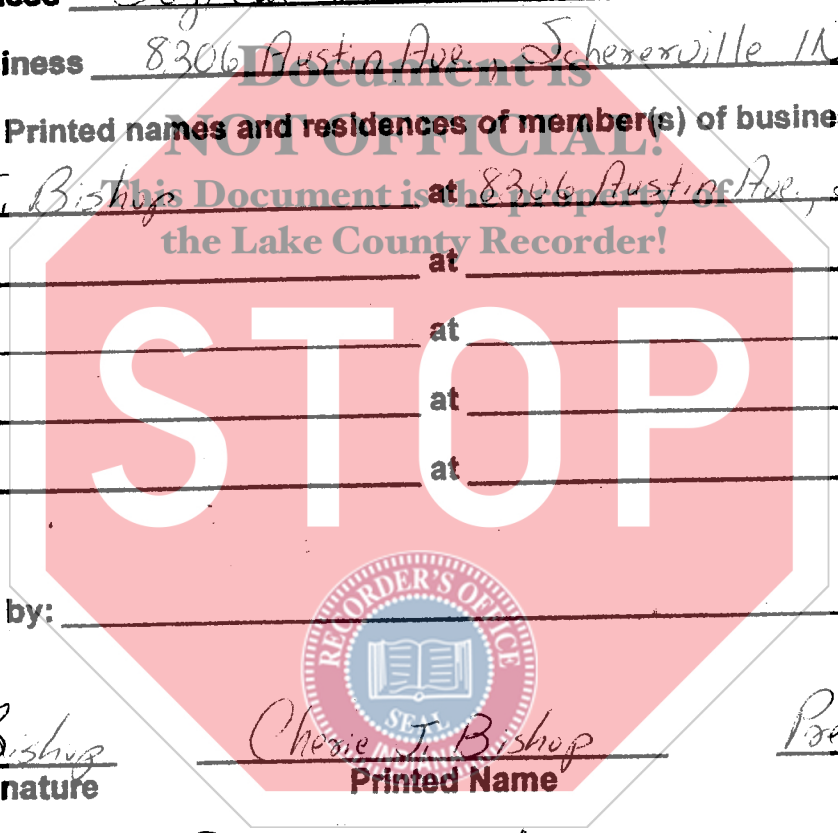 iness 8306 Austin Ave., Schererville IN
Document is
Printed names and residences of member(s) of busine
NOT OFFICIAL!
T. Bishop at 8306 Austin Ave.,
This Document is the property of
the Lake County Recorder!
at
at
at
at
STOP
by:
RECORDER'S OFFICE
SEAL
INDIANA
Bishop Cherie J. Bishop Pre
nature Printed Name